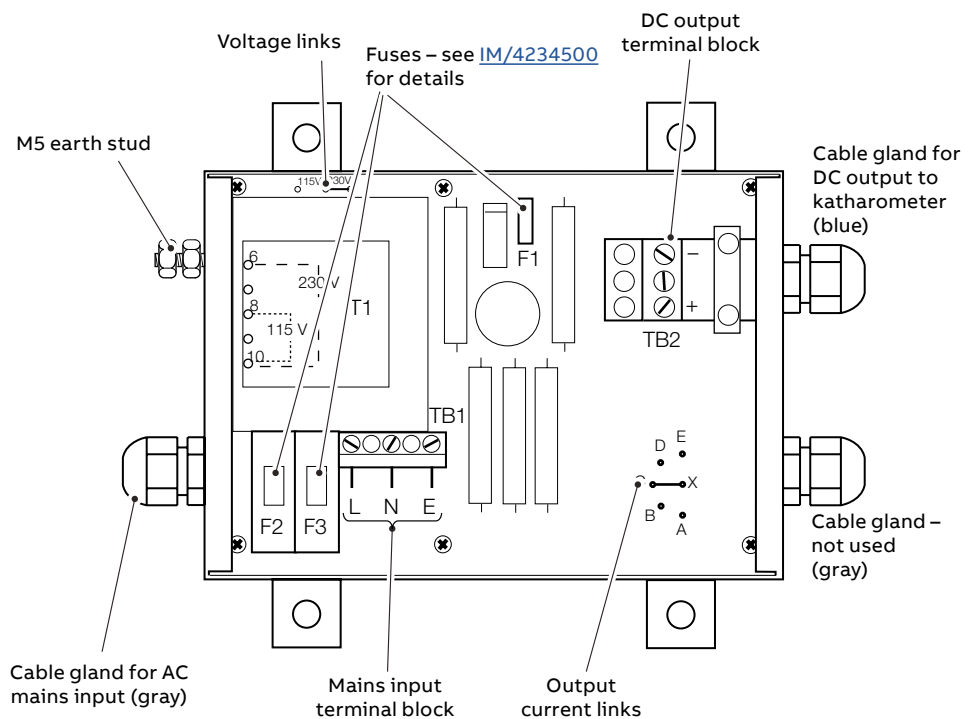 DC output
terminal block
Voltage links
Fuses – see IM/4234500
for details
M5 earth stud
Cable gland for
DC output to
katharometer
(blue)
115V 230V
F1
6
230 V
8
T1
115 V
10
–
+
TB2
TB1
D
E
X
B
A
L N E
F2
F3
Cable gland –
not used
(gray)
Cable gland for AC
mains input (gray)
Mains input
terminal block
Output
current links